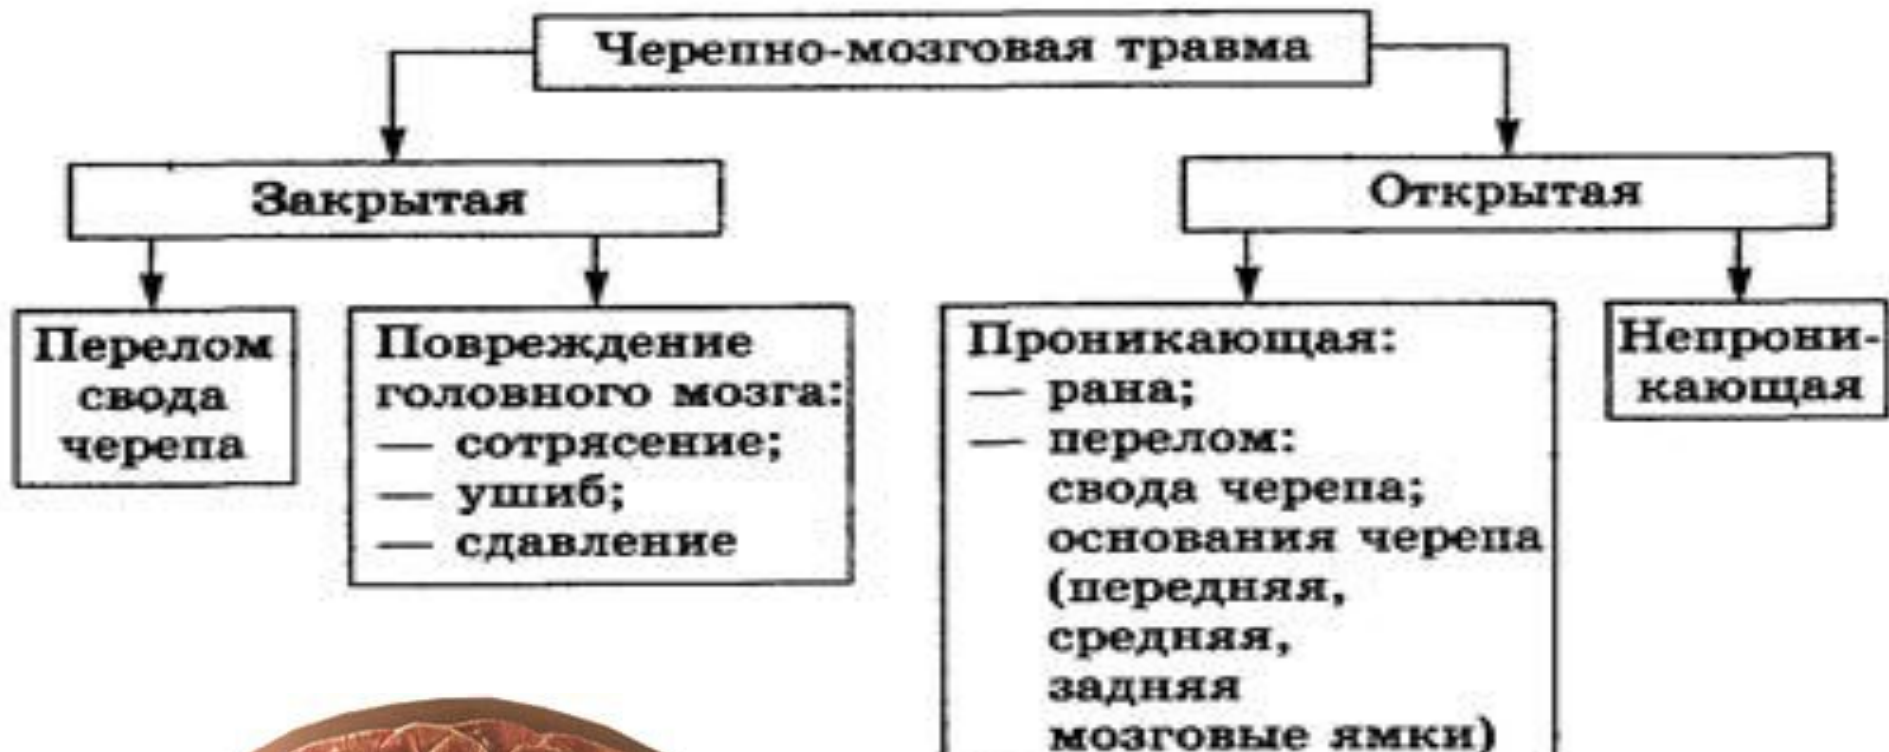 Черепно-мозговая травма
Закрытая
Открытая
Перелом
свода
черепа
Повреждение
головного мозга:
— сотрясение;
— ушиб;
— сдавление
Проникающая:
— рана;
— перелом:
свода черепа;
основания черепа
(передняя,
средняя,
задняя
мозговые ямки)
Непрони-
кающая